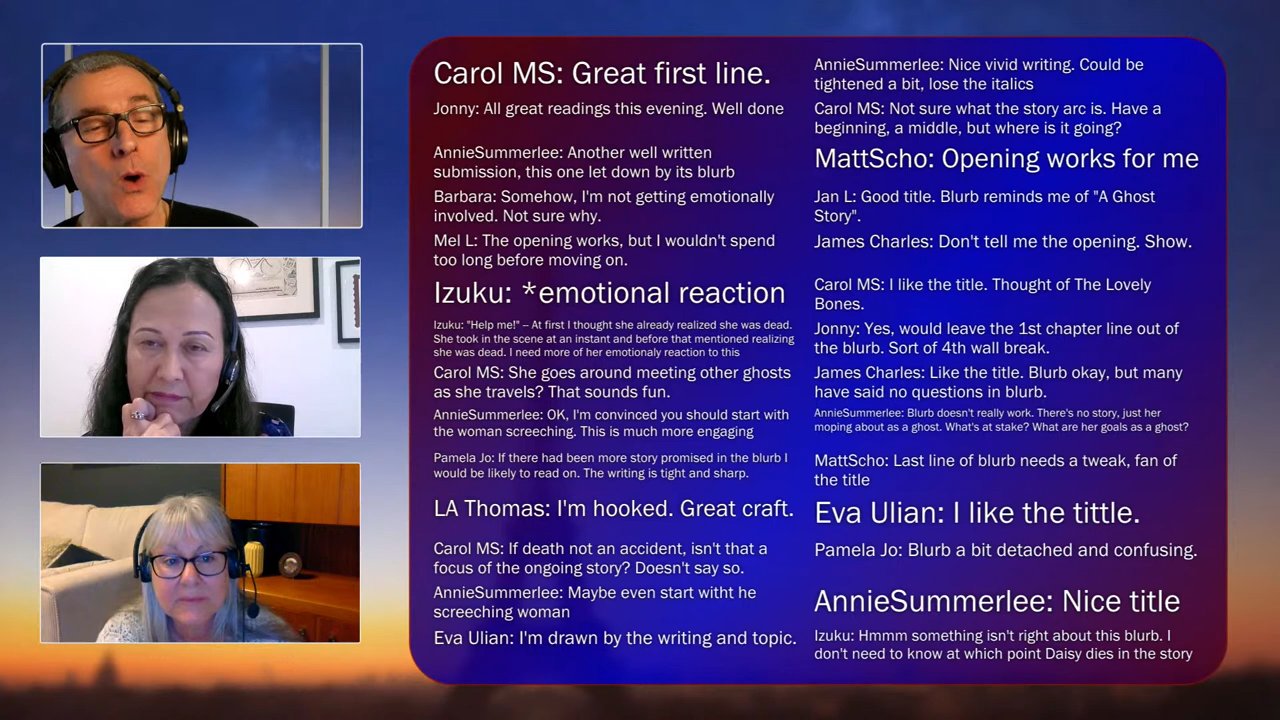 Carol MS: Great first line.
Jonny: All great readings this evening. Well done
AnnieSummerlee: Another well written
submission, this one let down by its blurb
Barbara: Somehow, I'm not getting emotionally
involved. Not sure why.
Mel L: The opening works, but I wouldn't spend
too long before moving on.
Izuku: *emotional reaction
Izuku: "Help me!" – At first I thought she already realized she was dead.
She took in the scene at an instant and before that mentioned realizing
she was dead. I need more of her emotionaly reaction to this
Carol MS: She goes around meeting other ghosts
as she travels? That sounds fun.
AnnieSummerlee: OK, I'm convinced you should start with
the woman screeching. This is much more engaging
Pamela Jo: If there had been more story promised in the blurb I
would be likely to read on. The writing is tight and sharp.
LA Thomas: I'm hooked. Great craft.
Carol MS: If death not an accident, isn't that a
focus of the ongoing story? Doesn't say so.
AnnieSummerlee: Maybe even start witht he
screeching woman
Eva Ulian: I'm drawn by the writing and topic.
AnnieSummerlee: Nice vivid writing. Could be
tightened a bit, lose the italics
Carol MS: Not sure what the story arc is. Have a
beginning, a middle, but where is it going?
MattScho: Opening works for me
Jan L: Good title. Blurb reminds me of "A Ghost
Story".
James Charles: Don't tell me the opening. Show.
Carol MS: I like the title. Thought of The Lovely
Bones.
Jonny: Yes, would leave the 1st chapter line out of
the blurb. Sort of 4th wall break.
James Charles: Like the title. Blurb okay, but many
have said no questions in blurb.
AnnieSummerlee: Blurb doesn't really work. There's no story, just her
moping about as a ghost. What's at stake? What are her goals as a ghost?
MattScho: Last line of blurb needs a tweak, fan of
the title
Eva Ulian: I like the tittle.
Pamela Jo: Blurb a bit detached and confusing.
AnnieSummerlee: Nice title
Izuku: Hmmm something isn't right about this blurb. I
don't need to know at which point Daisy dies in the story